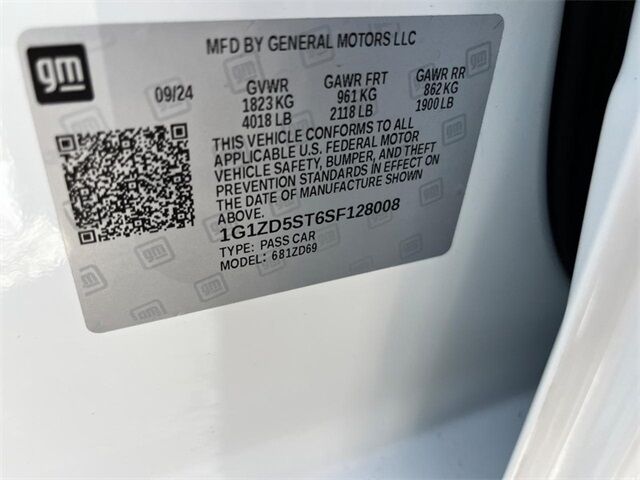 gm
MFD BY GENERAL MOTORS LLC
09/24
GVWR GAWR FRT GAWR RR
1823 KG 961 KG 862 KG
4018 LB 2118 LB 1900 LB
THIS VEHICLE CONFORMS TO ALL
APPLICABLE U.S. FEDERAL MOTOR
VEHICLE SAFETY, BUMPER, AND THEFT
PREVENTION STANDARDS IN EFFECT ON
THE DATE OF MANUFACTURE SHOWN
ABOVE.
1G1ZD5ST6SF128008
TYPE: PASS CAR
MODEL: 681ZD69